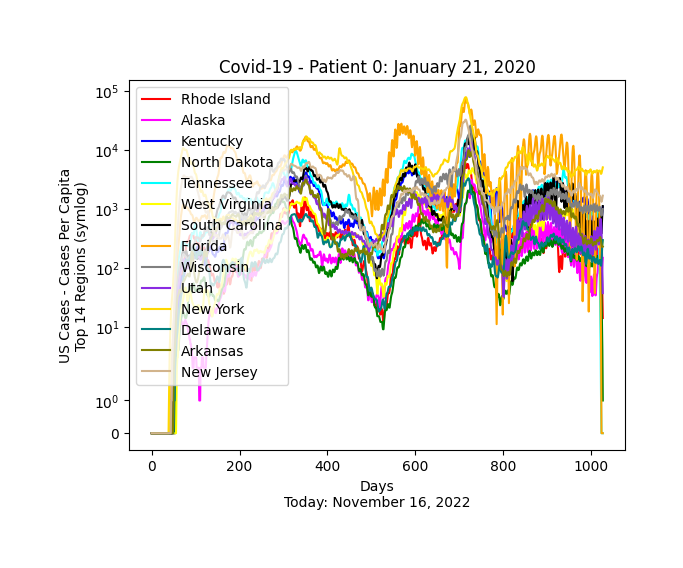 Covid-19 - Patient 0: January 21, 2020
US Cases - Cases Per Capita
Top 14 Regions (symlog)
10^5
10^4
10^3
10^2
10^1
10^0
0
Rhode Island
Alaska
Kentucky
North Dakota
Tennessee
West Virginia
South Carolina
Florida
Wisconsin
Utah
New York
Delaware
Arkansas
New Jersey
0 200 400 600 800 1000
Days
Today: November 16, 2022